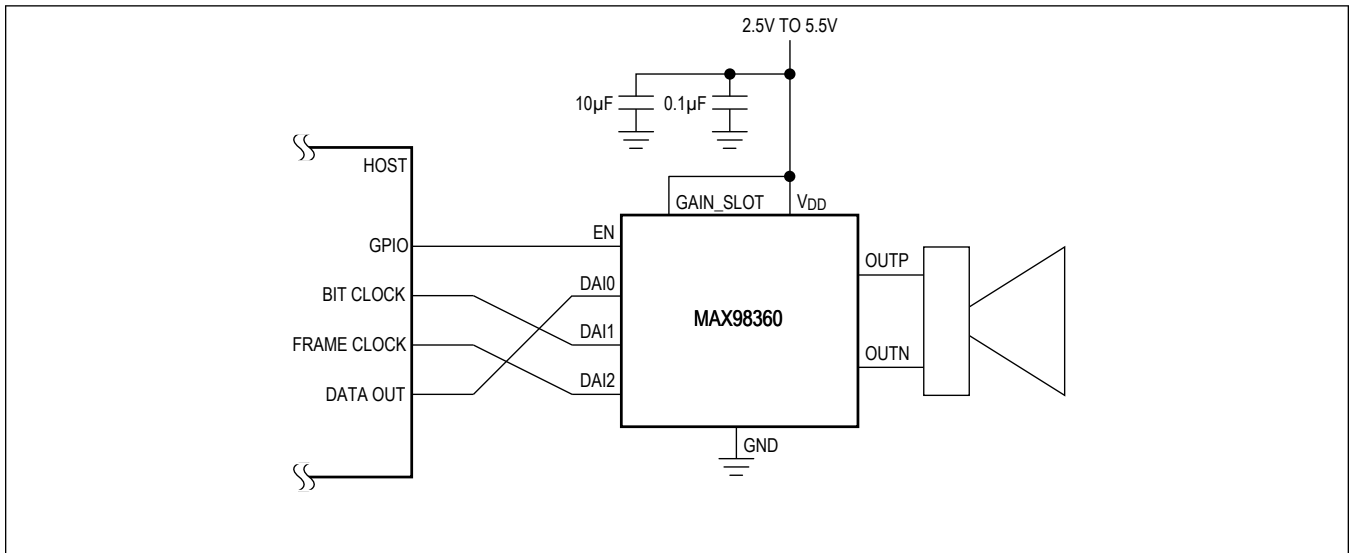 2.5V TO 5.5V
10µF
0.1µF
HOST
GAIN_SLOT
VDD
GPIO
EN
BIT CLOCK
DAI0
FRAME CLOCK
DAI1
DATA OUT
DAI2
MAX98360
OUTP
OUTN
GND